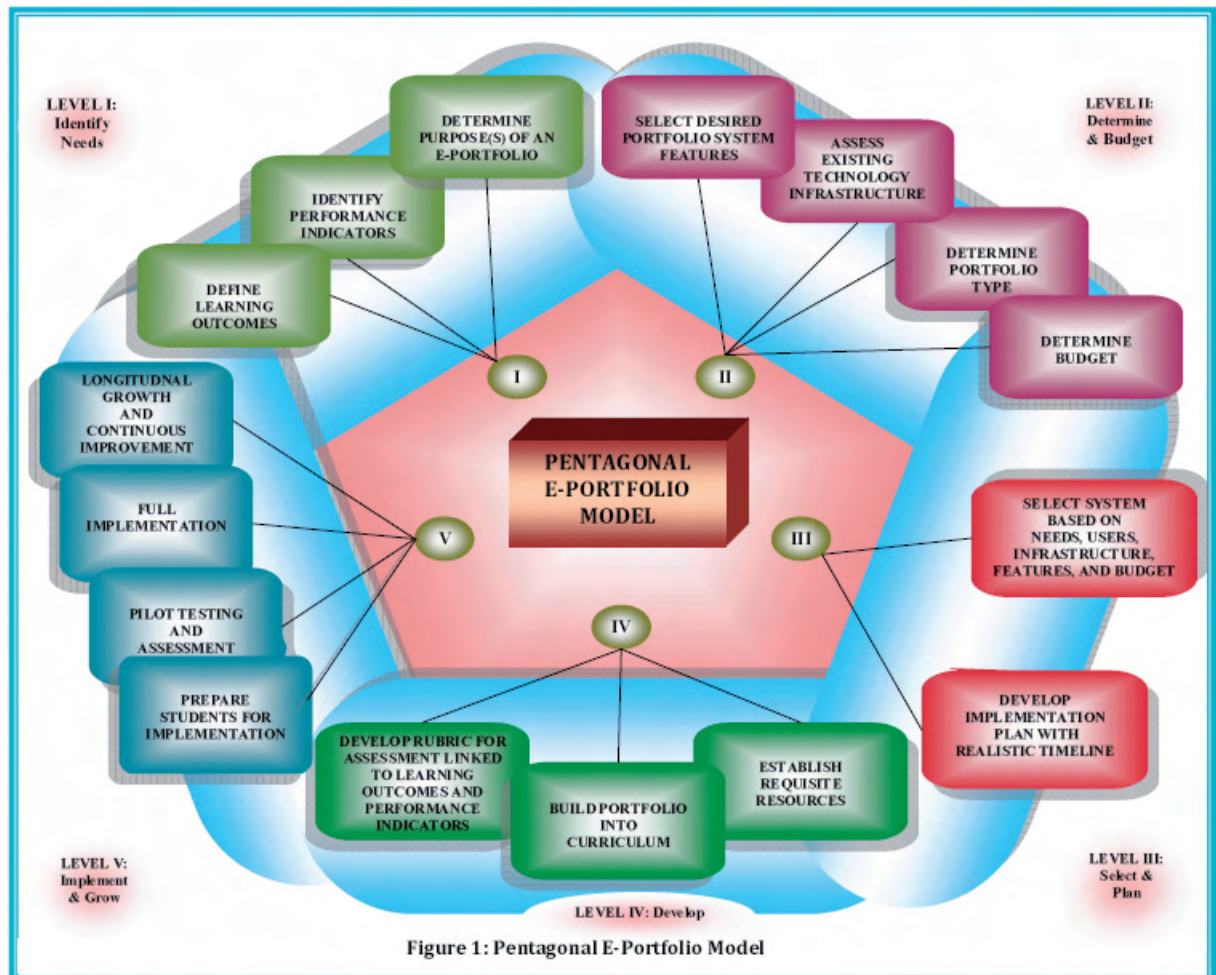 LEVEL I:
Identify
Needs
DETERMINE
PURPOSE(S) OF AN
E-PORTFOLIO
IDENTIFY
PERFORMANCE
INDICATORS
DEFINE
LEARNING
OUTCOMES
LEVEL II:
Determine
& Budget
SELECT DESIRED
PORTFOLIO SYSTEM
FEATURES
ASSESS
EXISTING
TECHNOLOGY
INFRASTRUCTURE
DETERMINE
PORTFOLIO
TYPE
DETERMINE
BUDGET
I
II
PENTAGONAL
E-PORTFOLIO
MODEL
V
III
IV
LONGITUDNAL
GROWTH
AND
CONTINUOUS
IMPROVEMENT
FULL
IMPLEMENTATION
PILOT TESTING
AND
ASSESSMENT
PREPARE
STUDENTS FOR
IMPLEMENTATION
SELECT SYSTEM
BASED ON
NEEDS, USERS,
INFRASTRUCTURE,
FEATURES, AND BUDGET
DEVELOP
IMPLEMENTATION
PLAN WITH
REALISTIC TIMELINE
DEVELOP RUBRIC FOR
ASSESSMENT LINKED
TO LEARNING
OUTCOMES AND
PERFORMANCE
INDICATORS
BUILD PORTFOLIO
INTO
CURRICULUM
ESTABLISH
REQUISITE
RESOURCES
LEVEL V:
Implement
& Grow
LEVEL IV: Develop
LEVEL III:
Select &
Plan
Figure 1: Pentagonal E-Portfolio Model